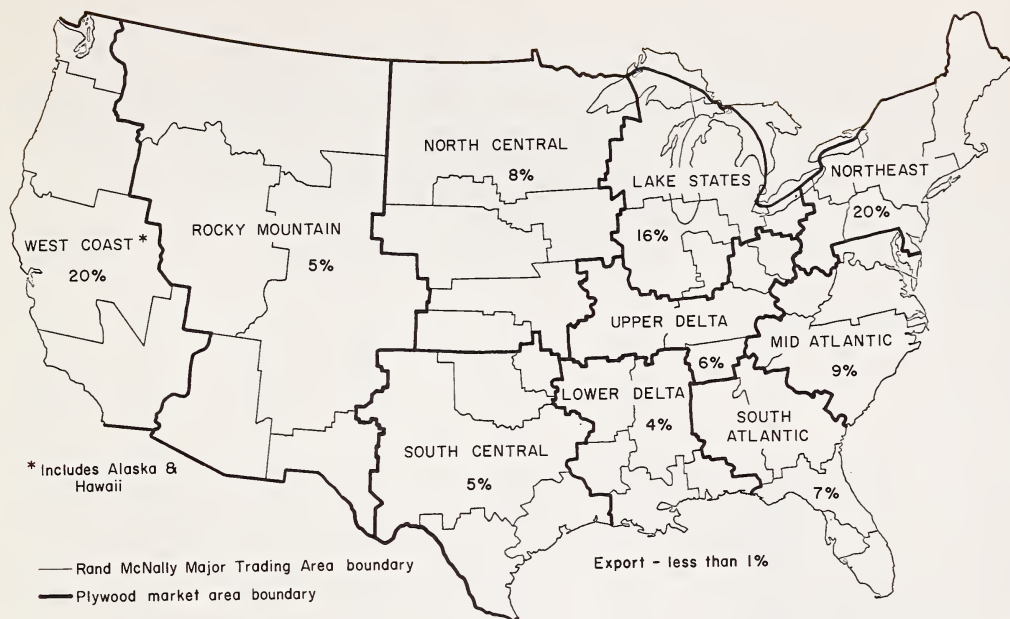 NORTH CENTRAL
8%
LAKE STATES
16%
NORTHEAST
20%
WEST COAST *
20%
ROCKY MOUNTAIN
5%
UPPER DELTA
6%
MID ATLANTIC
9%
LOWER DELTA
4%
SOUTH
ATLANTIC
7%
SOUTH CENTRAL
5%
* Includes Alaska &
Hawaii
Rand McNally Major Trading Area boundary
Plywood market area boundary
Export - less than 1%